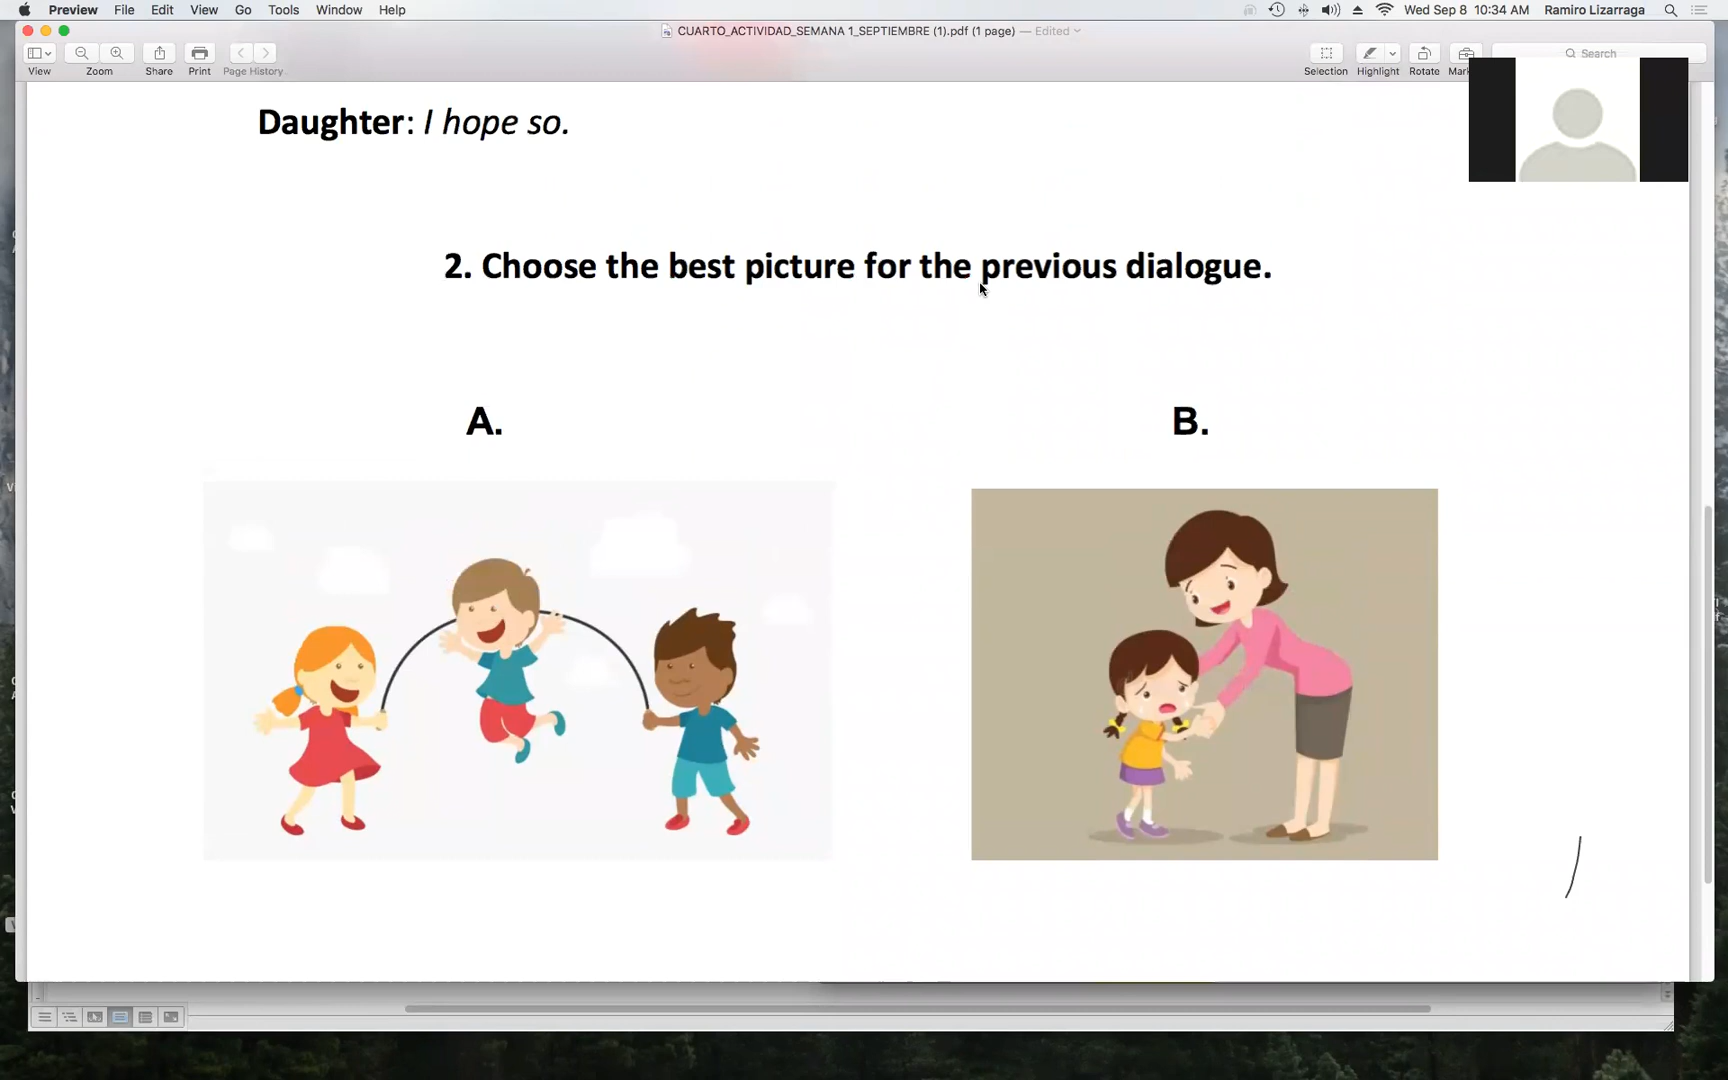 Preview File Edit View Go Tools Window Help
Wed Sep 8 10:34 AM Ramiro Lizarraga
CUARTO_ACTIVIDAD_SEMANA 1_SEPTIEMBRE (1).pdf (1 page) — Edited
View Zoom Share Print Page History
Selection Highlight Rotate Mark
Search
Daughter: I hope so.
2. Choose the best picture for the previous dialogue.
A.
B.